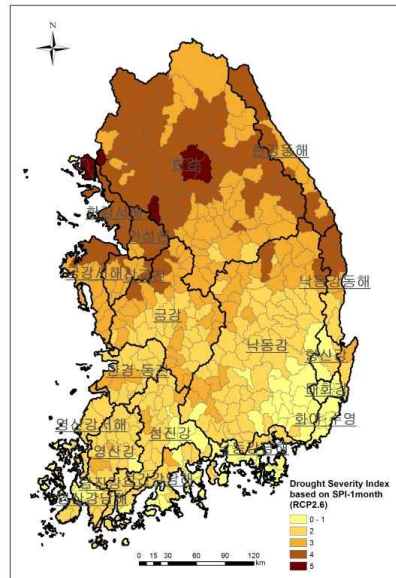 N
한강
한강동해
한강서해
안성천
금강서해
삽교천
낙동강동해
금강
낙동강
형산강
만경·동진
태화강
회야·수영
영산강서해
섬진강
영산강
Drought Severity Index
based on SPI-1month
(RCP2.6)
0 - 1
2
3
4
5
0 15 30 60 90 120
km